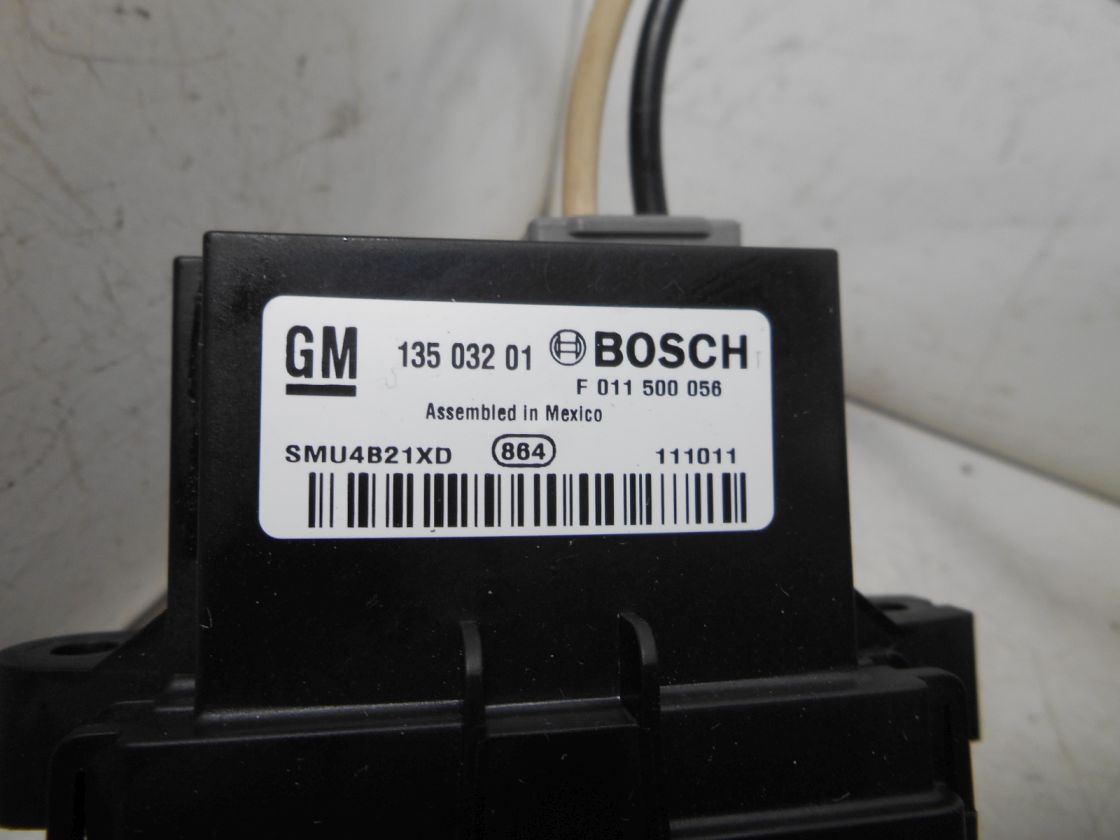 GM 135 032 01 BOSCH
F 011 500 056
Assembled in Mexico
SMU4B21XD 864 111011